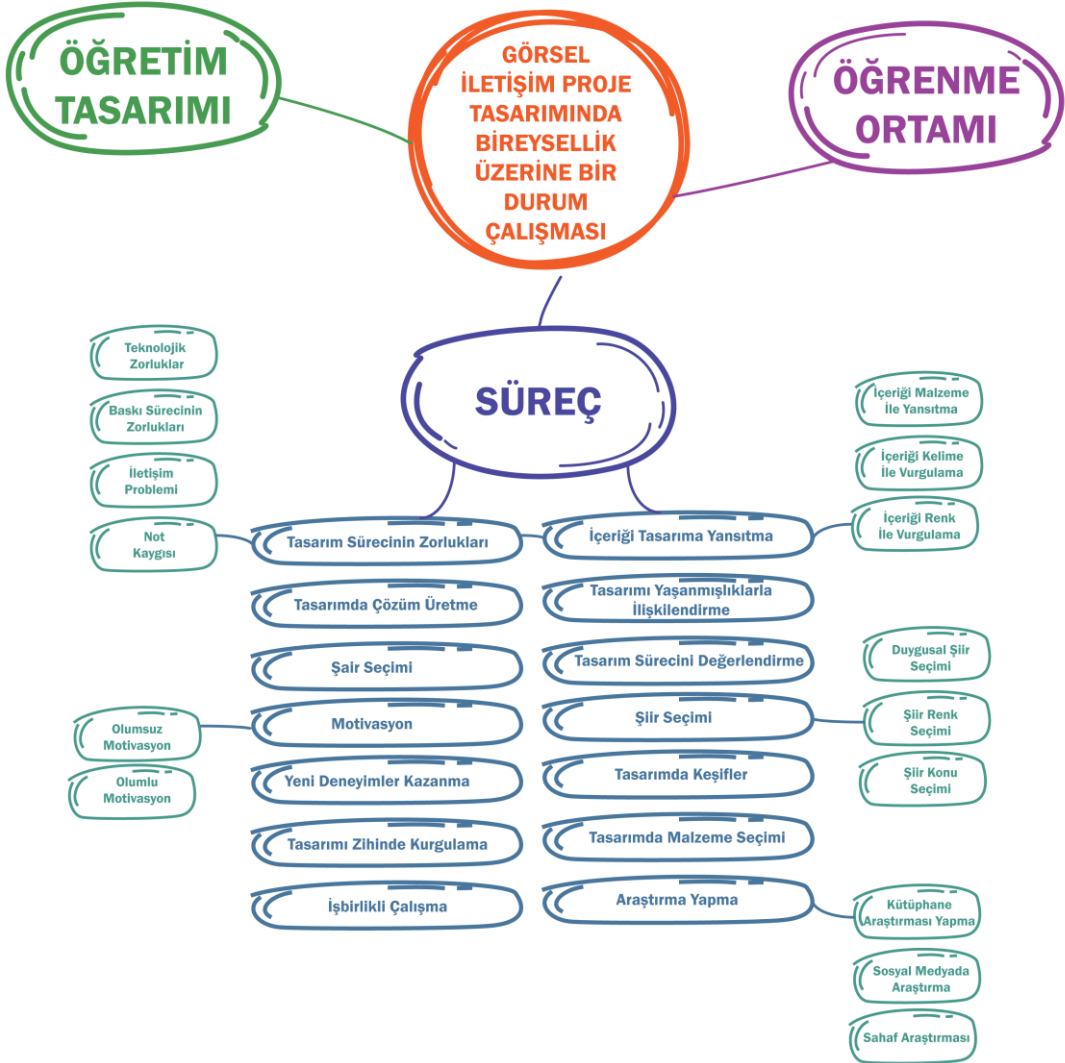 ÖĞRETİM
TASARIMI
GÖRSEL
İLETİŞİM PROJE
TASARIMINDA
BİREYSELLİK
ÜZERİNE BİR
DURUM
ÇALIŞMASI
ÖĞRENME
ORTAMI
SÜREÇ
Teknolojik
Zorluklar
Baskı Sürecinin
Zorlukları
İletişim
Problemi
Not
Kaygısı
Tasarım Sürecinin Zorlukları
Tasarımda Çözüm Üretme
Şair Seçimi
Motivasyon
Olumsuz
Motivasyon
Olumlu
Motivasyon
Yeni Deneyimler Kazanma
Tasarımı Zihinde Kurgulama
İşbirlikli Çalışma
İçeriği Tasarıma Yansıtma
İçeriği Malzeme
İle Yansıtma
İçeriği Kelime
İle Vurgulama
İçeriği Renk
İle Vurgulama
Tasarımı Yaşanmışlıklarla
İlişkilendirme
Tasarım Sürecini Değerlendirme
Şiir Seçimi
Duygusal Şiir
Seçimi
Şiir Renk
Seçimi
Şiir Konu
Seçimi
Tasarımda Keşifler
Tasarımda Malzeme Seçimi
Araştırma Yapma
Kütüphane
Araştırması Yapma
Sosyal Medyada
Araştırma
Sahaf Araştırması